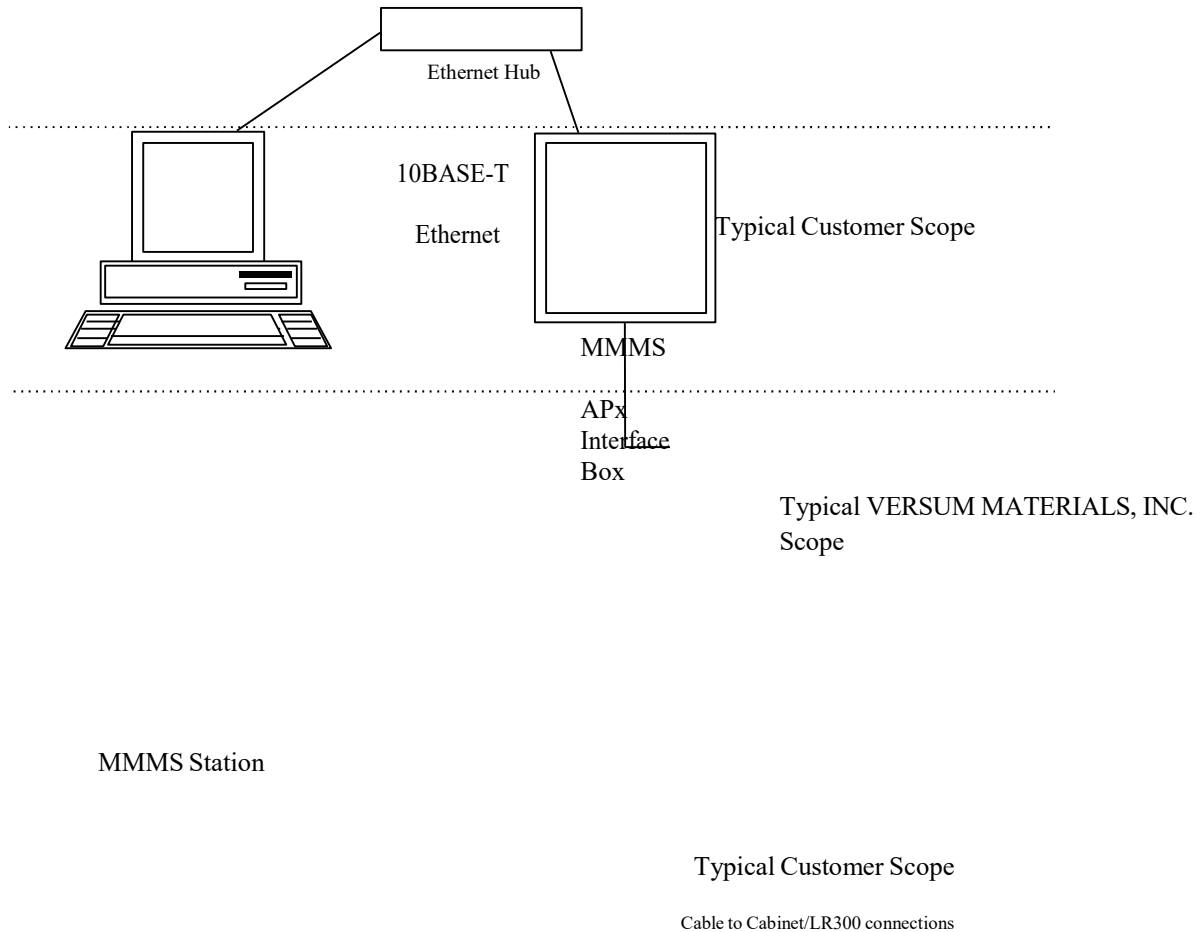 Ethernet Hub
10BASE-T
Ethernet
Typical Customer Scope
MMMS
APx
Interface
Box
Typical VERSUM MATERIALS, INC.
Scope
MMMS Station
Typical Customer Scope
Cable to Cabinet/LR300 connections